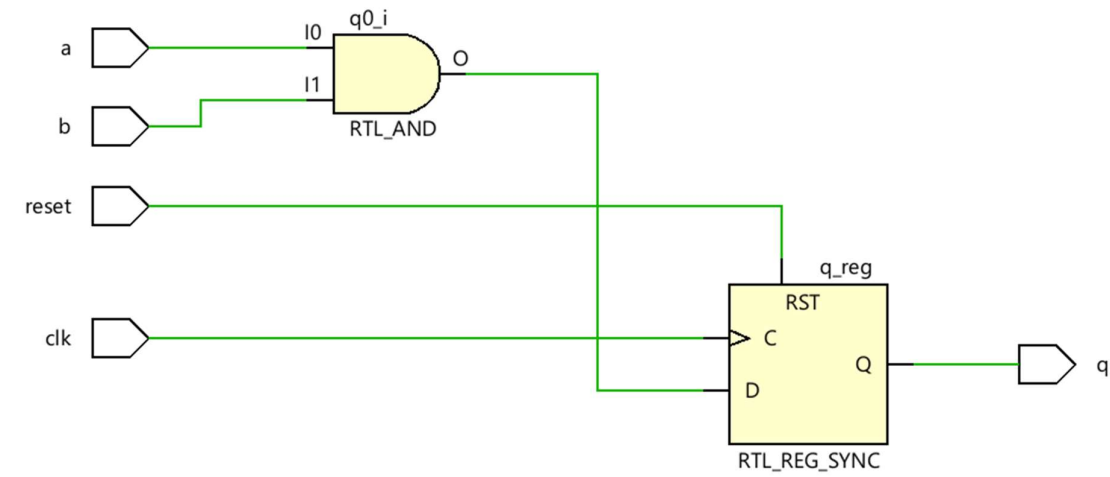 q0_i
a
I0
O
I1
b
RTL_AND
reset
q_reg
RST
clk
C
Q
q
D
RTL_REG_SYNC